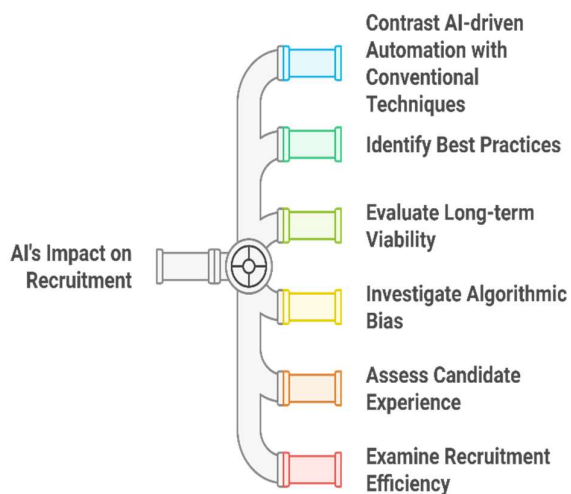 Contrast AI-driven
Automation with
Conventional
Techniques
Identify Best Practices
Evaluate Long-term
Viability
AI's Impact on
Recruitment
Investigate Algorithmic
Bias
Assess Candidate
Experience
Examine Recruitment
Efficiency